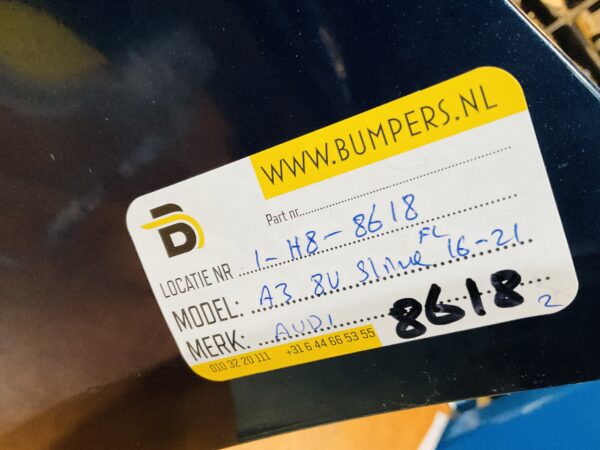 WWW.BUMPERS.NL
B
Part nr.
LOCATIE NR : 1-H8-8618
MODEL: A3 8V Sline FL 16-21
MERK: AUDI 8618 2
010 32 20 111 +31 6 44 66 53 55